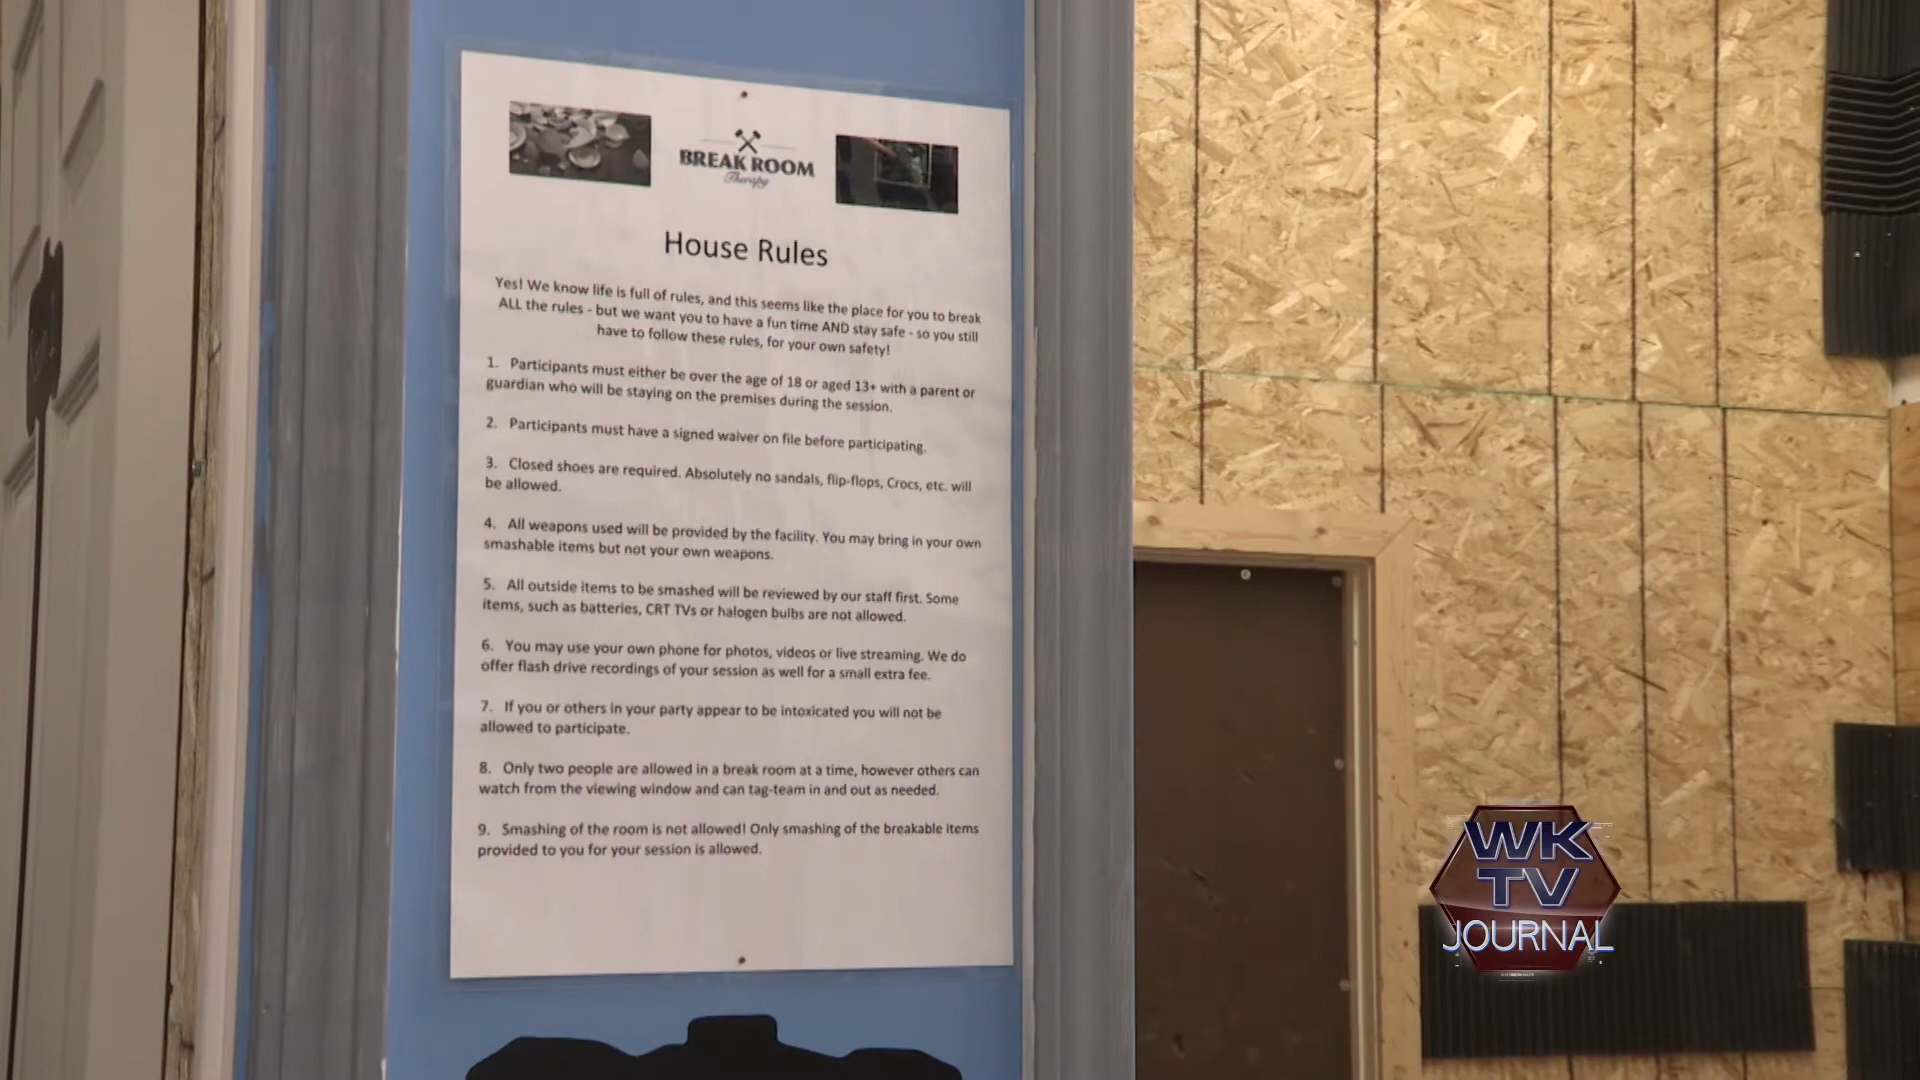 BREAK ROOM
Therapy
House Rules
Yes! We know life is full of rules, and this seems like the place for you to break
ALL the rules - but we want you to have a fun time AND stay safe - so you still
have to follow these rules, for your own safety!
1. Participants must either be over the age of 18 or aged 13+ with a parent or
guardian who will be staying on the premises during the session.
2. Participants must have a signed waiver on file before participating.
3. Closed shoes are required. Absolutely no sandals, flip-flops, Crocs, etc. will
be allowed.
4. All weapons used will be provided by the facility. You may bring in your own
smashable items but not your own weapons.
5. All outside items to be smashed will be reviewed by our staff first. Some
items, such as batteries, CRT TVs or halogen bulbs are not allowed.
6. You may use your own phone for photos, videos or live streaming. We do
offer flash drive recordings of your session as well for a small extra fee.
7. If you or others in your party appear to be intoxicated you will not be
allowed to participate.
8. Only two people are allowed in a break room at a time, however others can
watch from the viewing window and can tag-team in and out as needed.
9. Smashing of the room is not allowed! Only smashing of the breakable items
provided to you for your session is allowed.
WK
TV
JOURNAL